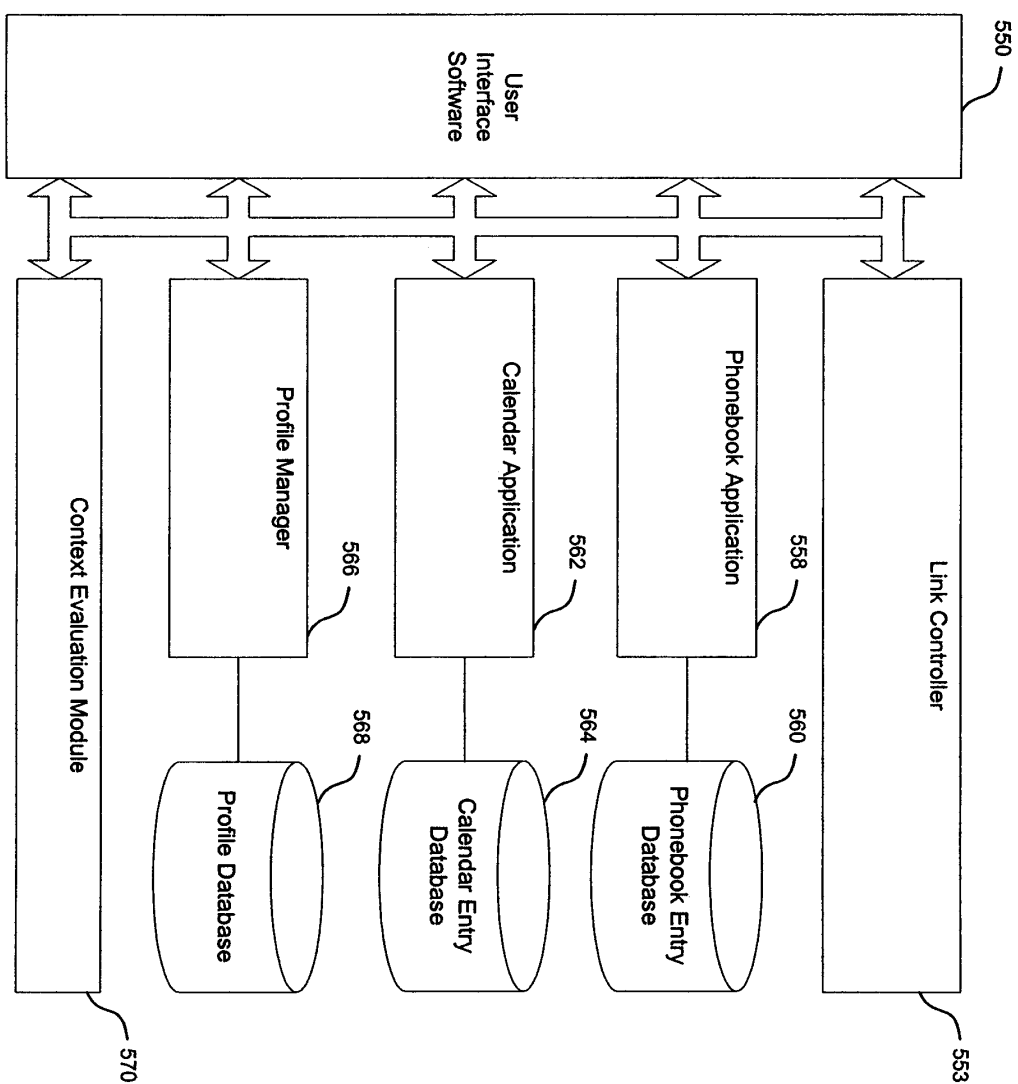 550
User
Interface
Software
Link Controller
553
Phonebook Application
558
Phonebook Entry
Database
560
Calendar Application
562
Calendar Entry
Database
564
Profile Manager
566
Profile Database
568
Context Evaluation Module
570